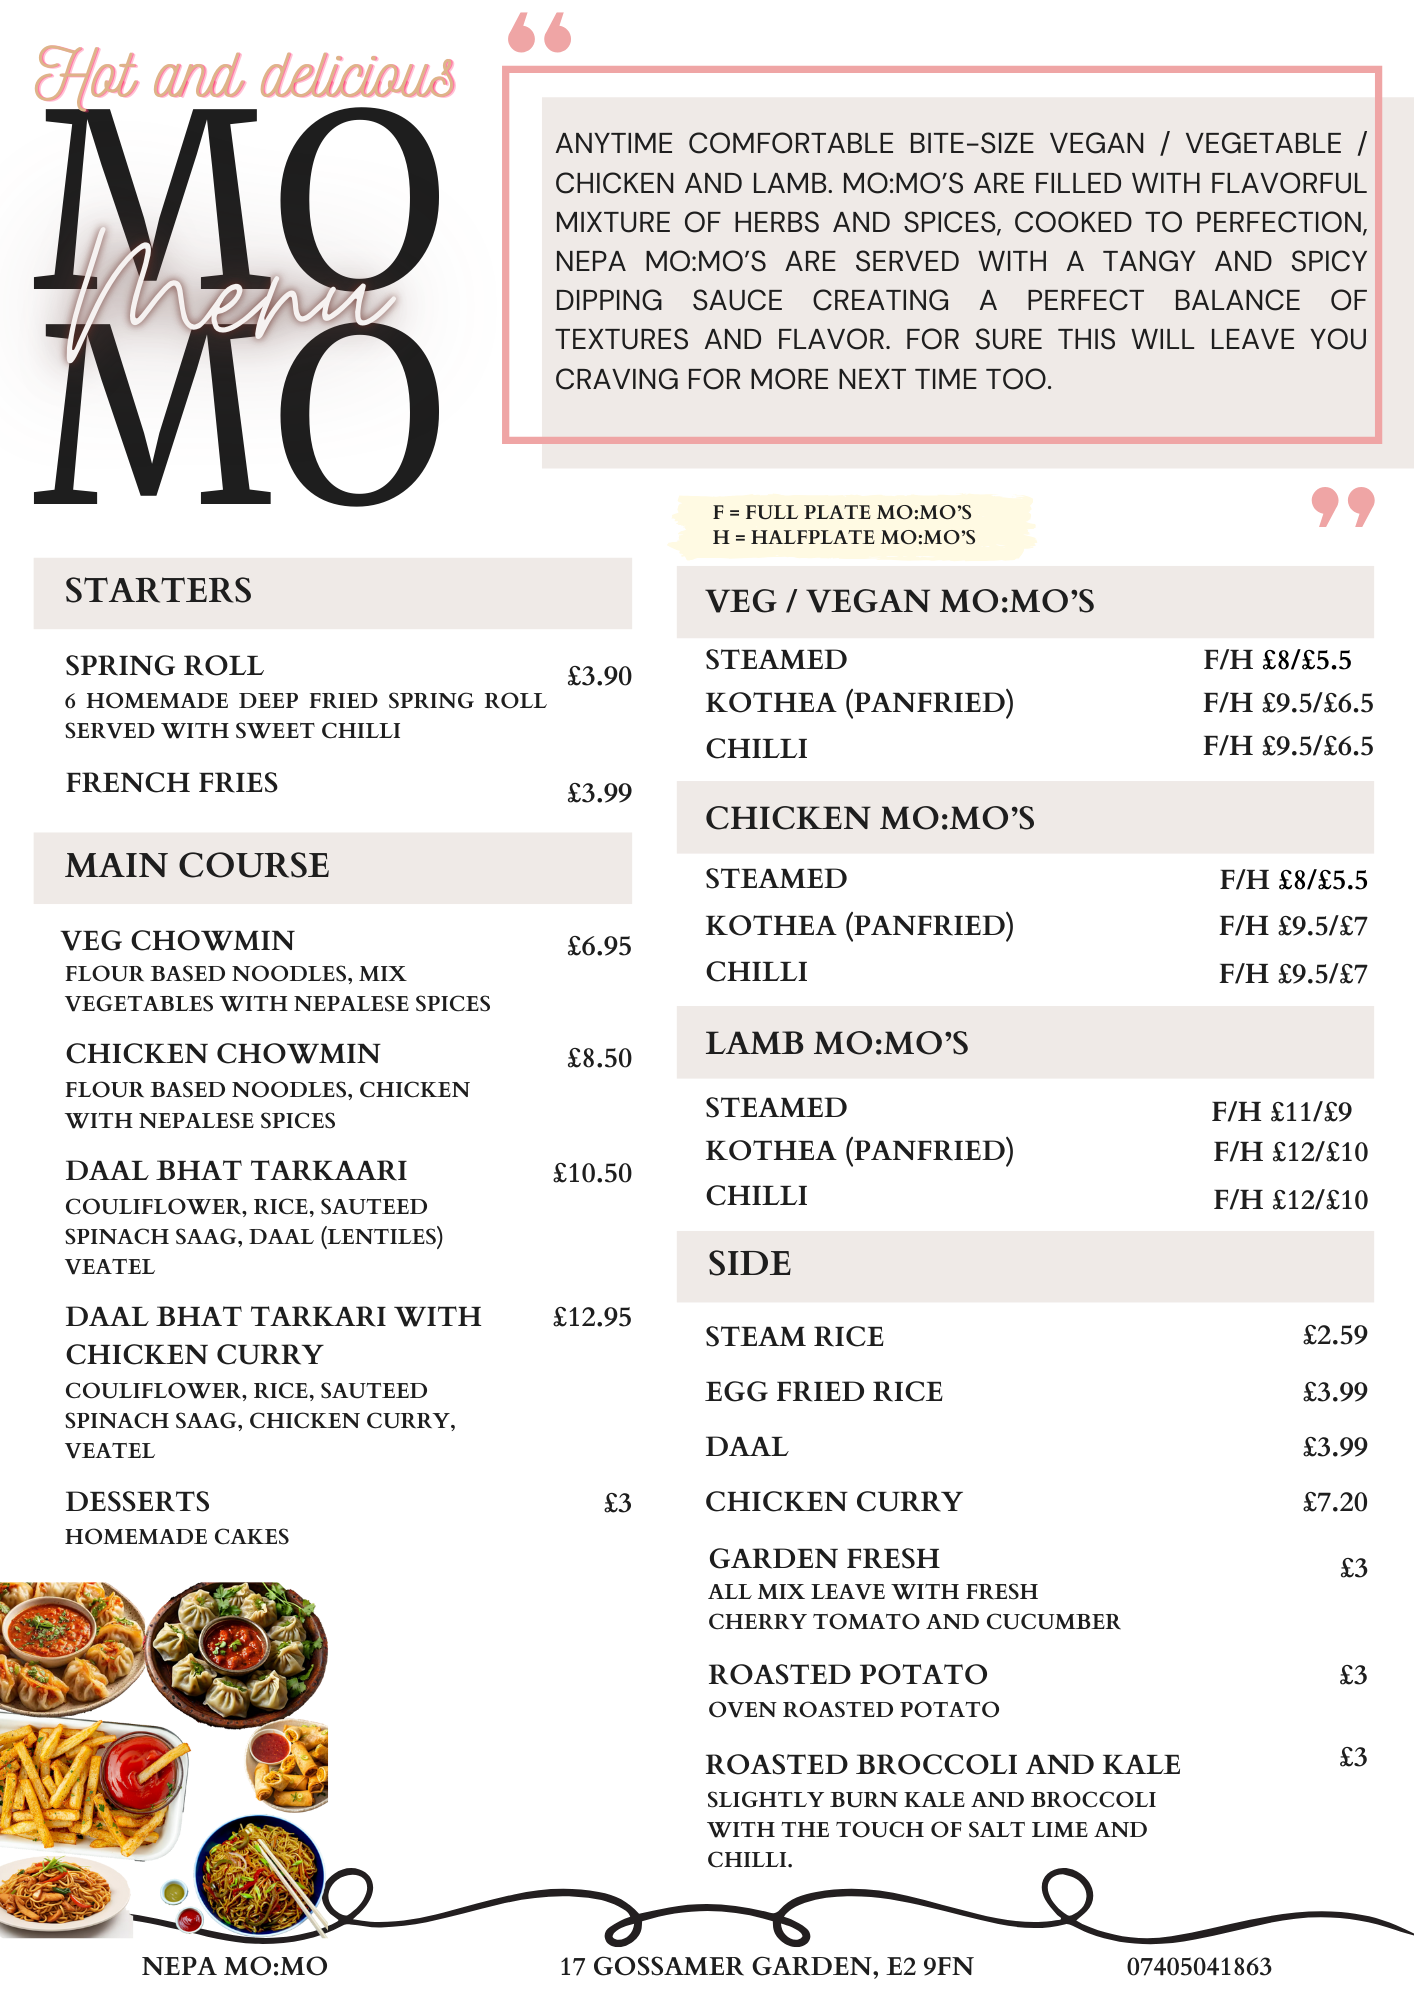 Hot and delicious
MO
Menu
MO
ANYTIME COMFORTABLE BITE-SIZE VEGAN / VEGETABLE /
CHICKEN AND LAMB. MO:MO'S ARE FILLED WITH FLAVORFUL
MIXTURE OF HERBS AND SPICES, COOKED TO PERFECTION,
NEPA MO:MO'S ARE SERVED WITH A TANGY AND SPICY
DIPPING SAUCE CREATING A PERFECT BALANCE OF
TEXTURES AND FLAVOR. FOR SURE THIS WILL LEAVE YOU
CRAVING FOR MORE NEXT TIME TOO.
F = FULL PLATE MO:MO'S
H = HALFPLATE MO:MO'S
STARTERS
SPRING ROLL £3.90
6 HOMEMADE DEEP FRIED SPRING ROLL
SERVED WITH SWEET CHILLI
FRENCH FRIES £3.99
MAIN COURSE
VEG CHOWMIN £6.95
FLOUR BASED NOODLES, MIX
VEGETABLES WITH NEPALESE SPICES
CHICKEN CHOWMIN £8.50
FLOUR BASED NOODLES, CHICKEN
WITH NEPALESE SPICES
DAAL BHAT TARKAARI £10.50
COULIFLOWER, RICE, SAUTEED
SPINACH SAAG, DAAL (LENTILES)
VEATEL
DAAL BHAT TARKARI WITH £12.95
CHICKEN CURRY
COULIFLOWER, RICE, SAUTEED
SPINACH SAAG, CHICKEN CURRY,
VEATEL
DESSERTS £3
HOMEMADE CAKES
VEG / VEGAN MO:MO'S
STEAMED F/H £8/£5.5
KOTHEA (PANFRIED) F/H £9.5/£6.5
CHILLI F/H £9.5/£6.5
CHICKEN MO:MO'S
STEAMED F/H £8/£5.5
KOTHEA (PANFRIED) F/H £9.5/£7
CHILLI F/H £9.5/£7
LAMB MO:MO'S
STEAMED F/H £11/£9
KOTHEA (PANFRIED) F/H £12/£10
CHILLI F/H £12/£10
SIDE
STEAM RICE £2.59
EGG FRIED RICE £3.99
DAAL £3.99
CHICKEN CURRY £7.20
GARDEN FRESH £3
ALL MIX LEAVE WITH FRESH
CHERRY TOMATO AND CUCUMBER
ROASTED POTATO £3
OVEN ROASTED POTATO
ROASTED BROCCOLI AND KALE £3
SLIGHTLY BURN KALE AND BROCCOLI
WITH THE TOUCH OF SALT LIME AND
CHILLI.
NEPA MO:MO 17 GOSSAMER GARDEN, E2 9FN 07405041863